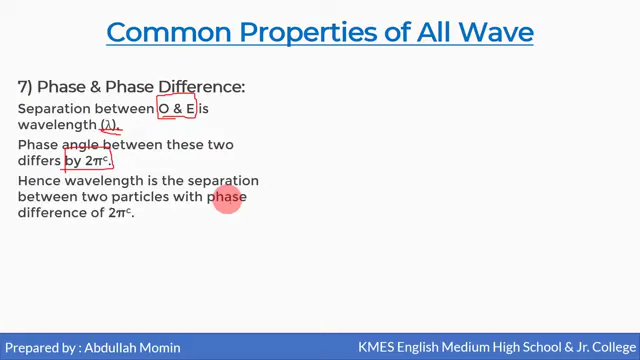 Common Properties of All Wave
7) Phase & Phase Difference:
Separation between O & E is
wavelength (λ).
Phase angle between these two
differs by 2πᶜ.
Hence wavelength is the separation
between two particles with phase
difference of 2πᶜ.
Prepared by : Abdullah Momin
KMES English Medium High School & Jr. College